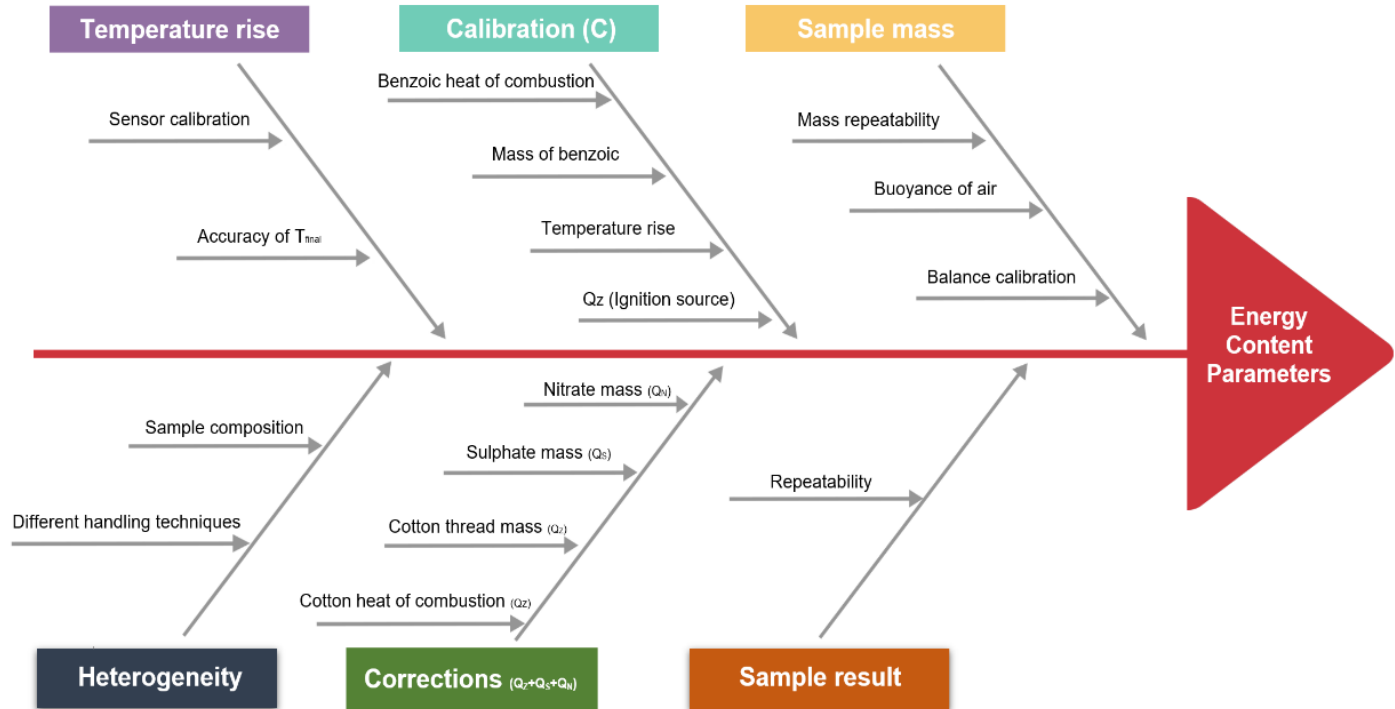 Temperature rise
Calibration (C)
Sample mass
Benzoic heat of combustion
Sensor calibration
Mass repeatability
Mass of benzoic
Buoyance of air
Temperature rise
Accuracy of Tfinal
Balance calibration
Qz (Ignition source)
Energy
Content
Parameters
Nitrate mass (QN)
Sample composition
Sulphate mass (QS)
Repeatability
Different handling techniques
Cotton thread mass (QZ)
Cotton heat of combustion (Qz)
Heterogeneity
Corrections (QZ+QS+QN)
Sample result